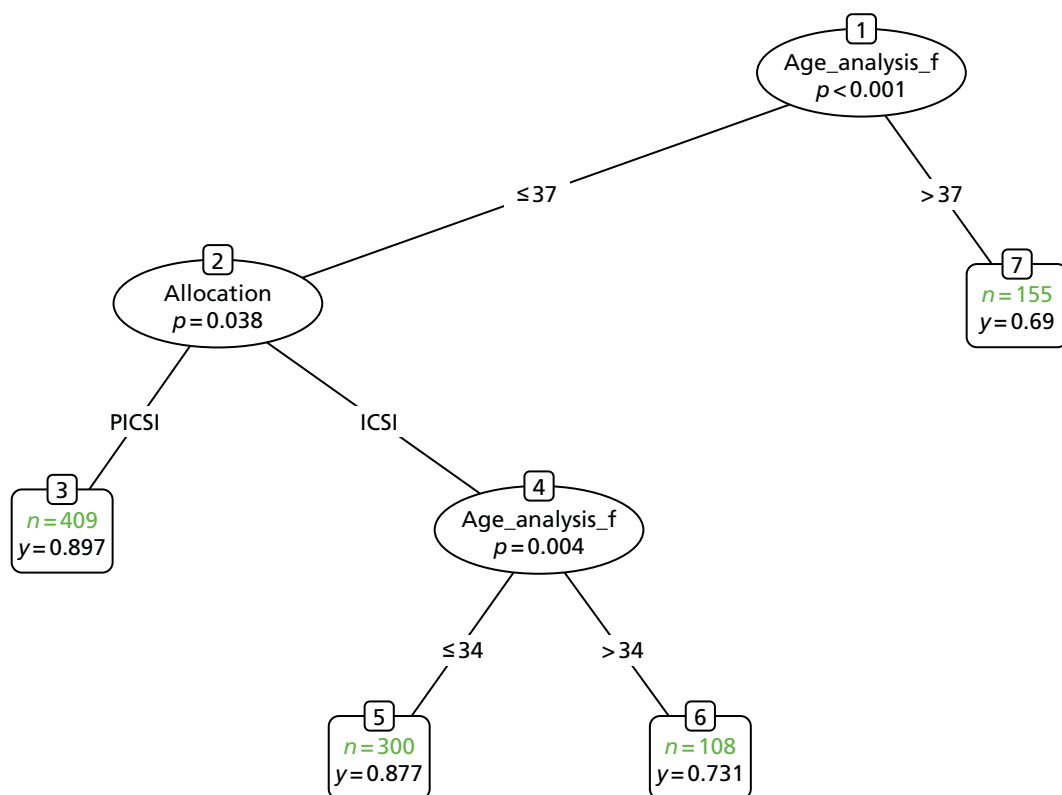 1
Age_analysis_f
p<0.001
≤37
>37
2
Allocation
p=0.038
7
n=155
y=0.69
PICSI
ICSI
3
n=409
y=0.897
4
Age_analysis_f
p=0.004
≤34
>34
5
n=300
y=0.877
6
n=108
y=0.731